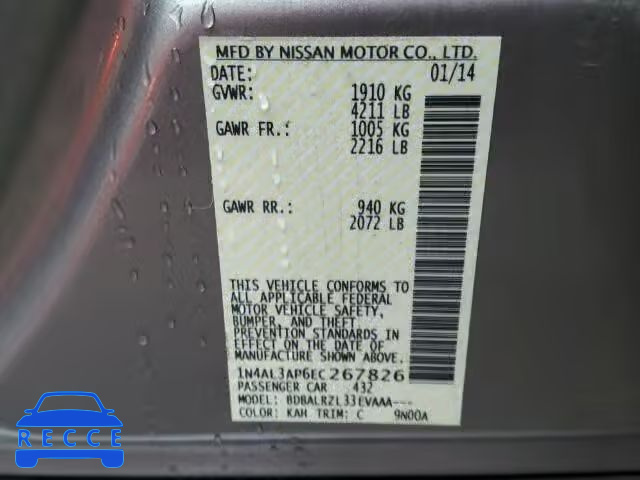 MFD BY NISSAN MOTOR CO., LTD.
DATE: 01/14
GVWR: 1910 KG
4211 LB
GAWR FR.: 1005 KG
2216 LB
GAWR RR.: 940 KG
2072 LB
THIS VEHICLE CONFORMS TO
ALL APPLICABLE FEDERAL
MOTOR VEHICLE SAFETY,
BUMPER, AND THEFT
PREVENTION STANDARDS IN
EFFECT ON THE DATE OF
MANUFACTURE SHOWN ABOVE.
1N4AL3AP6EC267826
PASSENGER CAR 432
MODEL: BDBALRZL33EVAAA---
COLOR: KAH TRIM: C 9N00A
RECCE